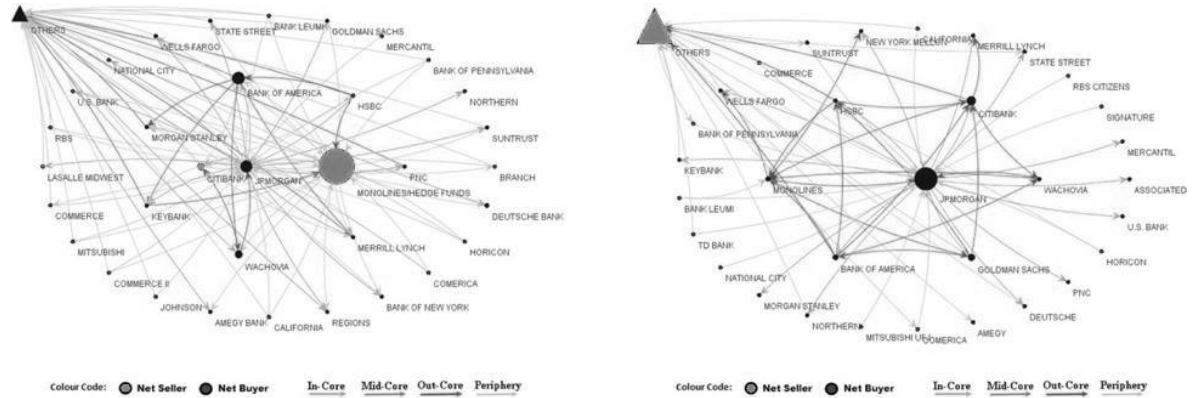 OTHERS
STATE STREET
BANK LEUMI
GOLDMAN SACHS
WELLS FARGO
MERCANTIL
NATIONAL CITY
BANK OF PENNSYLVANIA
BANK OF AMERICA
U.S. BANK
HSBC
NORTHERN
RBS
MORGAN STANLEY
SUNTRUST
LASALLE MIDWEST
CITIBANK
JPMORGAN
MONOLINES/HEDGE FUNDS
PNC
BRANCH
COMMERCE
KEYBANK
DEUTSCHE BANK
MITSUBISHI
WACHOVIA
MERRILL LYNCH
HORICON
COMMERCE II
COMERICA
JOHNSON
AMEGY BANK
CALIFORNIA
REGIONS
BANK OF NEW YORK
Colour Code: Net Seller Net Buyer In-Core Mid-Core Out-Core Periphery
OTHERS
SUNTRUST
NEW YORK MELLON
CALIFORNIA
MERRILL LYNCH
STATE STREET
COMMERCE
RBS CITIZENS
WELLS FARGO
HSBC
CITIBANK
SIGNATURE
BANK OF PENNSYLVANIA
MERCANTIL
KEYBANK
MONOLINES
JPMORGAN
WACHOVIA
ASSOCIATED
BANK LEUMI
U.S. BANK
TD BANK
BANK OF AMERICA
GOLDMAN SACHS
HORICON
NATIONAL CITY
PNC
MORGAN STANLEY
DEUTSCHE
NORTHERN
MITSUBISHI UFJ
COMERICA
AMEGY
Colour Code: Net Seller Net Buyer In-Core Mid-Core Out-Core Periphery